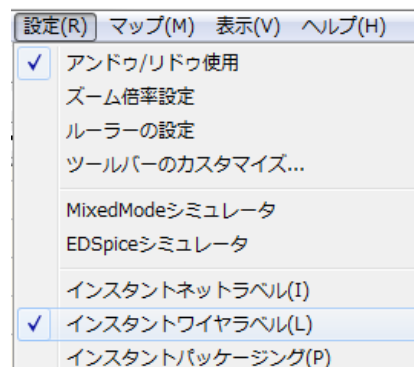 設定(R) マップ(M) 表示(V) ヘルプ(H)
アンドゥ/リドゥ使用
ズーム倍率設定
ルーラーの設定
ツールバーのカスタマイズ...
MixedModeシミュレータ
EDSpiceシミュレータ
インスタントネットラベル(I)
インスタントワイヤラベル(L)
インスタントパッケージング(P)